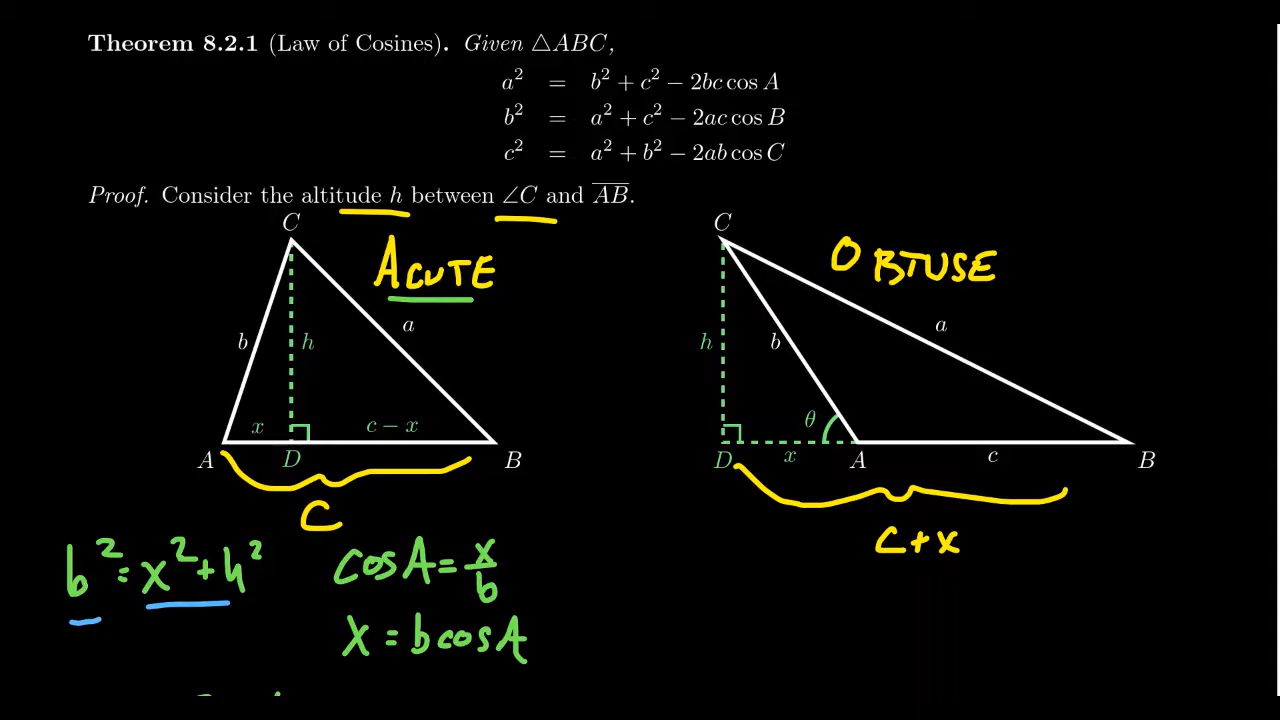 Theorem 8.2.1 (Law of Cosines). Given △ABC,
a² = b² + c² − 2bc cos A
b² = a² + c² − 2ac cos B
c² = a² + b² − 2ab cos C
Proof. Consider the altitude h between ∠C and A̅B̅.
C
ACUTE
b
h
a
x
c − x
A
D
B
C
C
OBTUSE
h
b
a
θ
D
x
A
c
B
c+x
b² = x² + h²
cos A = x/b
x = b cos A